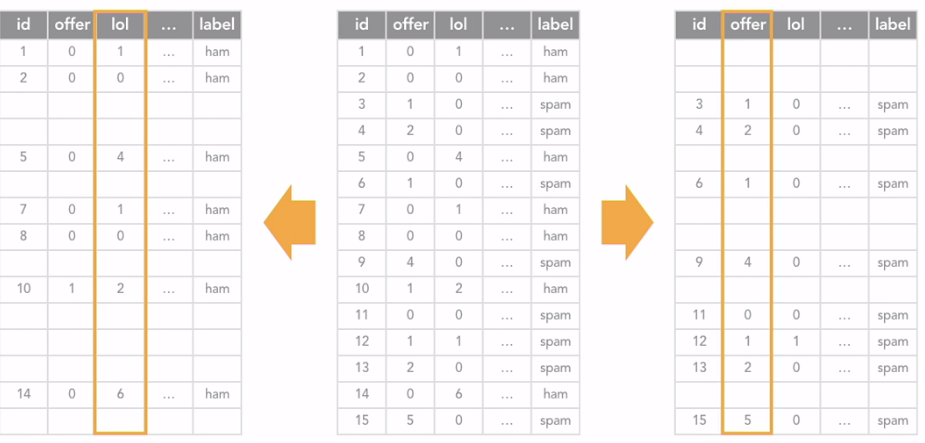 id offer lol … label
1 0 1 … ham
2 0 0 … ham
5 0 4 … ham
7 0 1 … ham
8 0 0 … ham
10 1 2 … ham
14 0 6 … ham
id offer lol … label
1 0 1 … ham
2 0 0 … ham
3 1 0 … spam
4 2 0 … spam
5 0 4 … ham
6 1 0 … spam
7 0 1 … ham
8 0 0 … ham
9 4 0 … spam
10 1 2 … ham
11 0 0 … spam
12 1 1 … spam
13 2 0 … spam
14 0 6 … ham
15 5 0 … spam
id offer lol … label
3 1 0 … spam
4 2 0 … spam
6 1 0 … spam
9 4 0 … spam
11 0 0 … spam
12 1 1 … spam
13 2 0 … spam
15 5 0 … spam